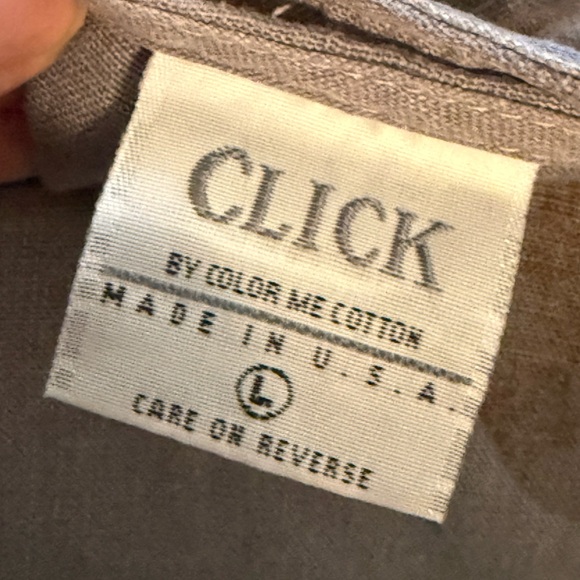 CLICK
BY COLOR ME COTTON
MADE IN U.S.A.
L
CARE ON REVERSE